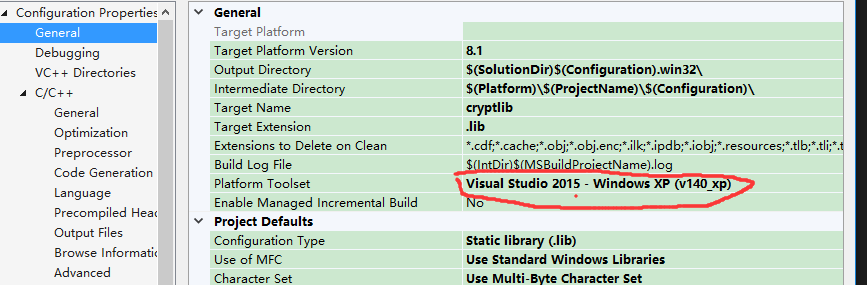 Configuration Properties
General
Debugging
VC++ Directories
C/C++
General
Optimization
Preprocessor
Code Generation
Language
Precompiled Head
Output Files
Browse Informatio
Advanced
General
Target Platform
Target Platform Version 8.1
Output Directory $(SolutionDir)$(Configuration).win32\
Intermediate Directory $(Platform)\$(ProjectName)\$(Configuration)\
Target Name cryptlib
Target Extension .lib
Extensions to Delete on Clean *.cdf;*.cache;*.obj;*.obj.enc;*.ilk;*.ipdb;*.iobj;*.resources;*.tlb;*.tli;*.t
Build Log File $(IntDir)$(MSBuildProjectName).log
Platform Toolset Visual Studio 2015 - Windows XP (v140_xp)
Enable Managed Incremental Build No
Project Defaults
Configuration Type Static library (.lib)
Use of MFC Use Standard Windows Libraries
Character Set Use Multi-Byte Character Set